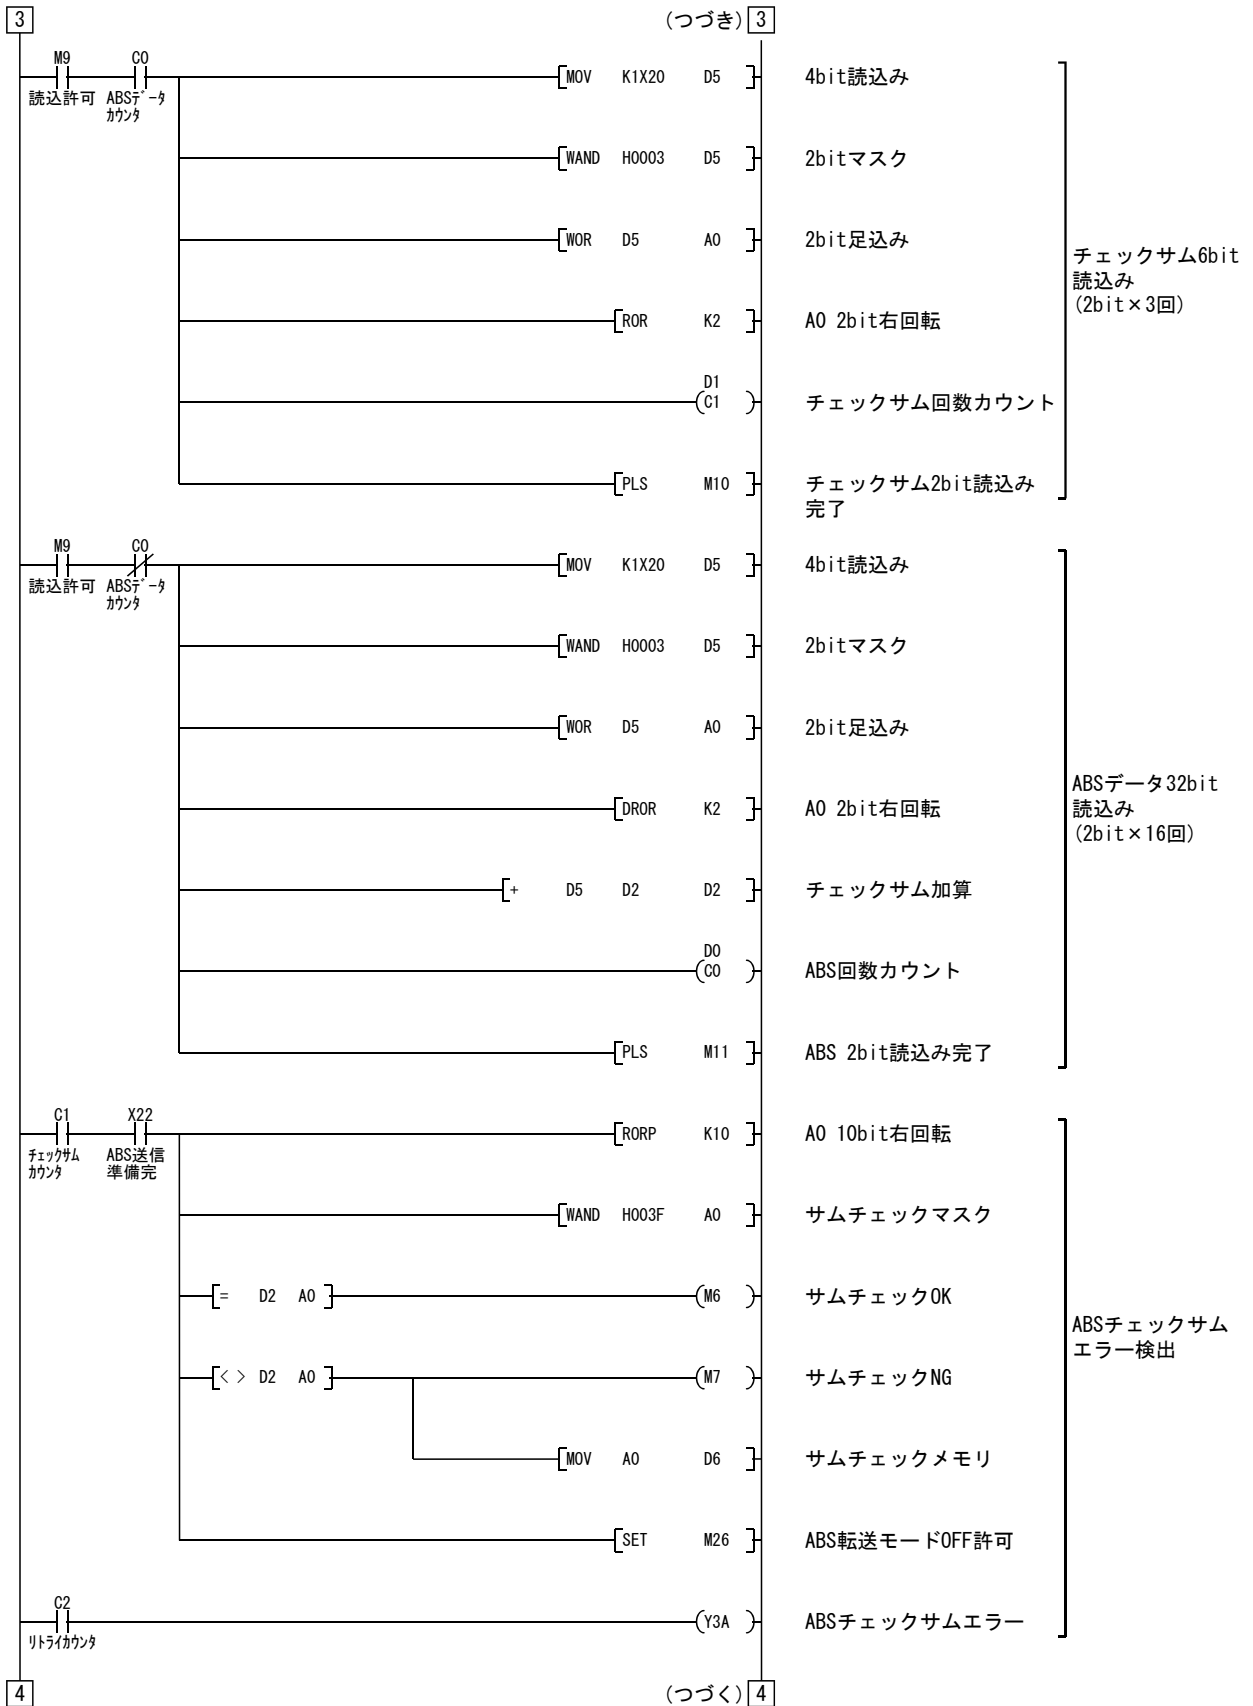 3 (つづき) 3
M9 C0
MOV K1X20 D5 4bit読込み
読込許可 ABSデータ
カウンタ
WAND H0003 D5 2bitマスク
WOR D5 A0 2bit足込み
チェックサム6bit
読込み
(2bit×3回)
ROR K2 A0 2bit右回転
D1
C1 チェックサム回数カウント
PLS M10 チェックサム2bit読込み
完了
M9 C0
MOV K1X20 D5 4bit読込み
読込許可 ABSデータ
カウンタ
WAND H0003 D5 2bitマスク
WOR D5 A0 2bit足込み
ABSデータ32bit
読込み
(2bit×16回)
DROR K2 A0 2bit右回転
+ D5 D2 D2 チェックサム加算
D0
C0 ABS回数カウント
PLS M11 ABS 2bit読込み完了
C1 X22
RORP K10 A0 10bit右回転
チェックサム ABS送信
カウンタ 準備完
WAND H003F A0 サムチェックマスク
= D2 A0 M6 サムチェックOK
ABSチェックサム
エラー検出
< > D2 A0 M7 サムチェックNG
MOV A0 D6 サムチェックメモリ
SET M26 ABS転送モードOFF許可
C2
Y3A ABSチェックサムエラー
リトライカウンタ
4 (つづく) 4